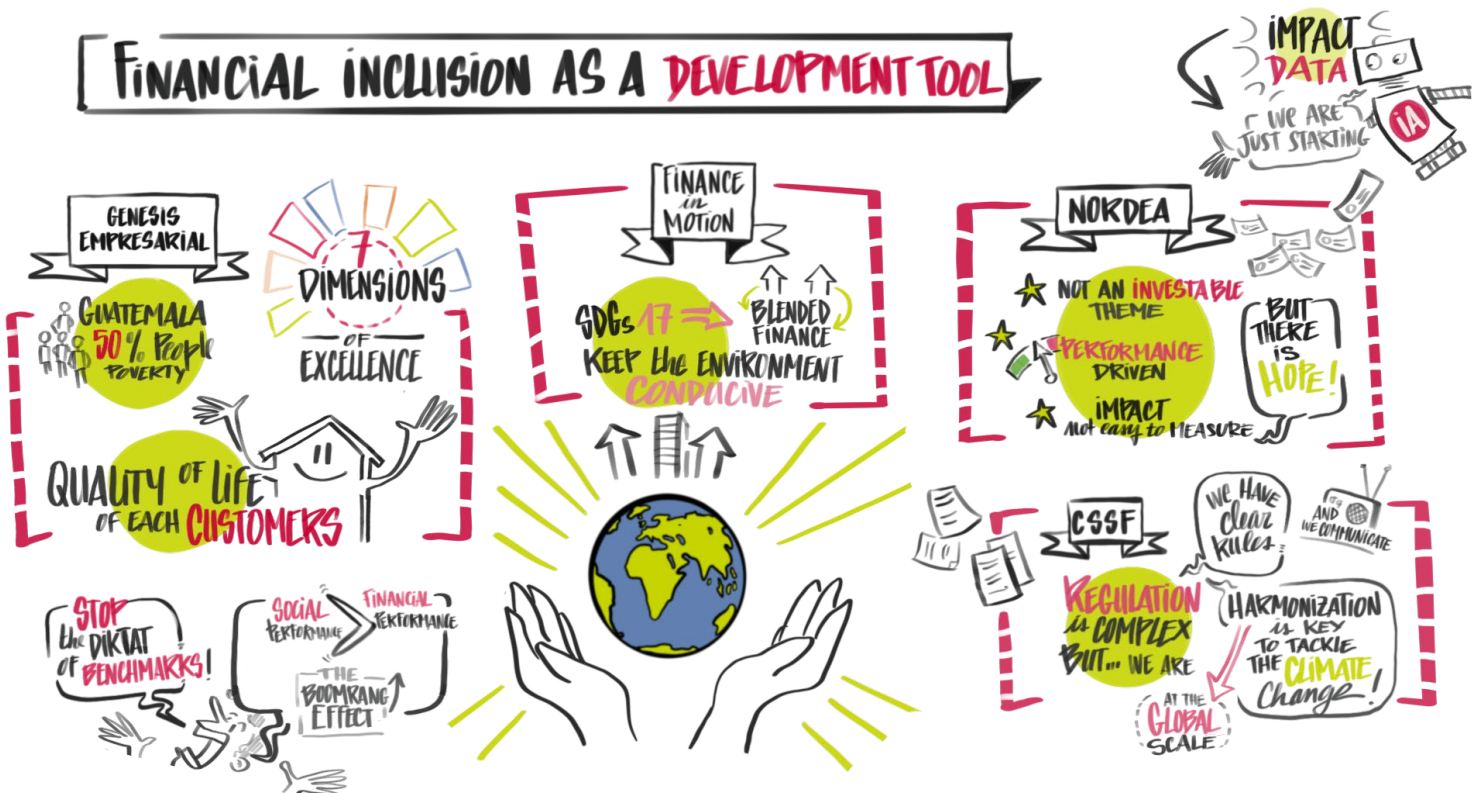 FINANCIAL INCLUSION AS A DEVELOPMENT TOOL
IMPACT
DATA
WE ARE
JUST STARTING
IA
GENESIS
EMPRESARIAL
GUATEMALA
50% People
POVERTY
7
DIMENSIONS
OF
EXCELLENCE
QUALITY OF LIFE
OF EACH CUSTOMERS
STOP
the DIKTAT
OF BENCHMARKS!
SOCIAL
PERFORMANCE
>
FINANCIAL
PERFORMANCE
THE
BOOMRANG
EFFECT
FINANCE
in
MOTION
SDGs 17
BLENDED
FINANCE
KEEP the ENVIRONMENT
CONDUCIVE
NORDEA
NOT AN INVESTABLE
THEME
PERFORMANCE
DRIVEN
IMPACT
not easy to MEASURE
BUT
THERE
is
HOPE!
CSSF
WE HAVE
clear
Rules
AND
WE COMMUNICATE
REGULATION
is COMPLEX
BUT... WE ARE
HARMONIZATION
is KEY
TO TACKLE
THE CLIMATE
Change!
AT THE
GLOBAL
SCALE